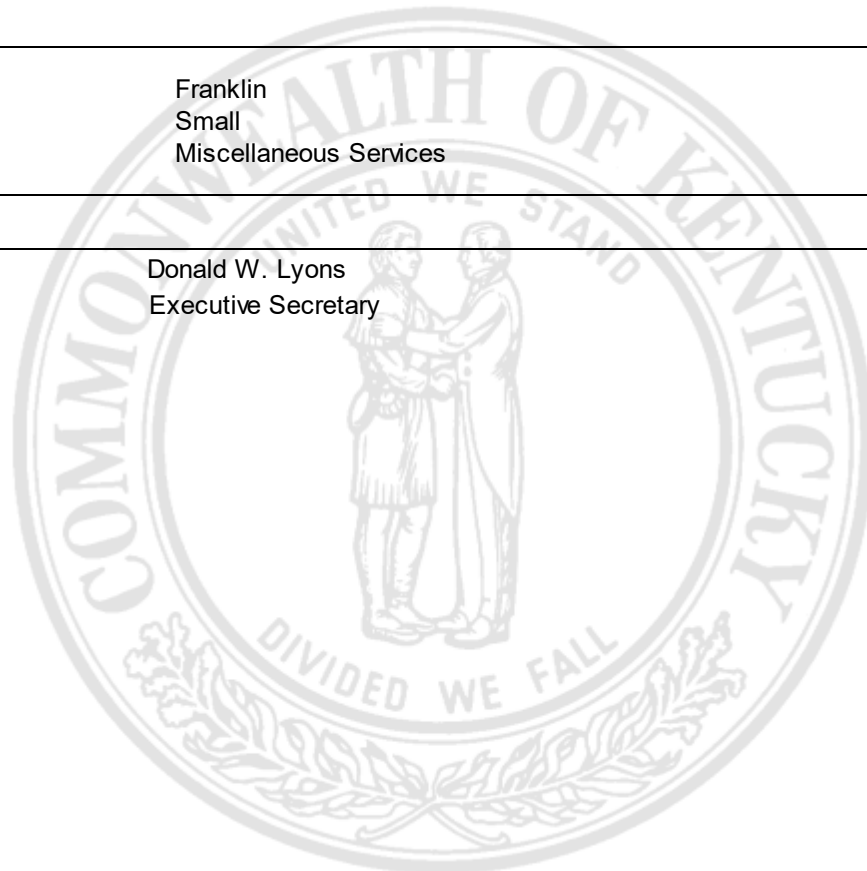 COMMONWEALTH OF KENTUCKY
UNITED WE STAND
Franklin
Small
Miscellaneous Services
Donald W. Lyons
Executive Secretary
DIVIDED WE FALL